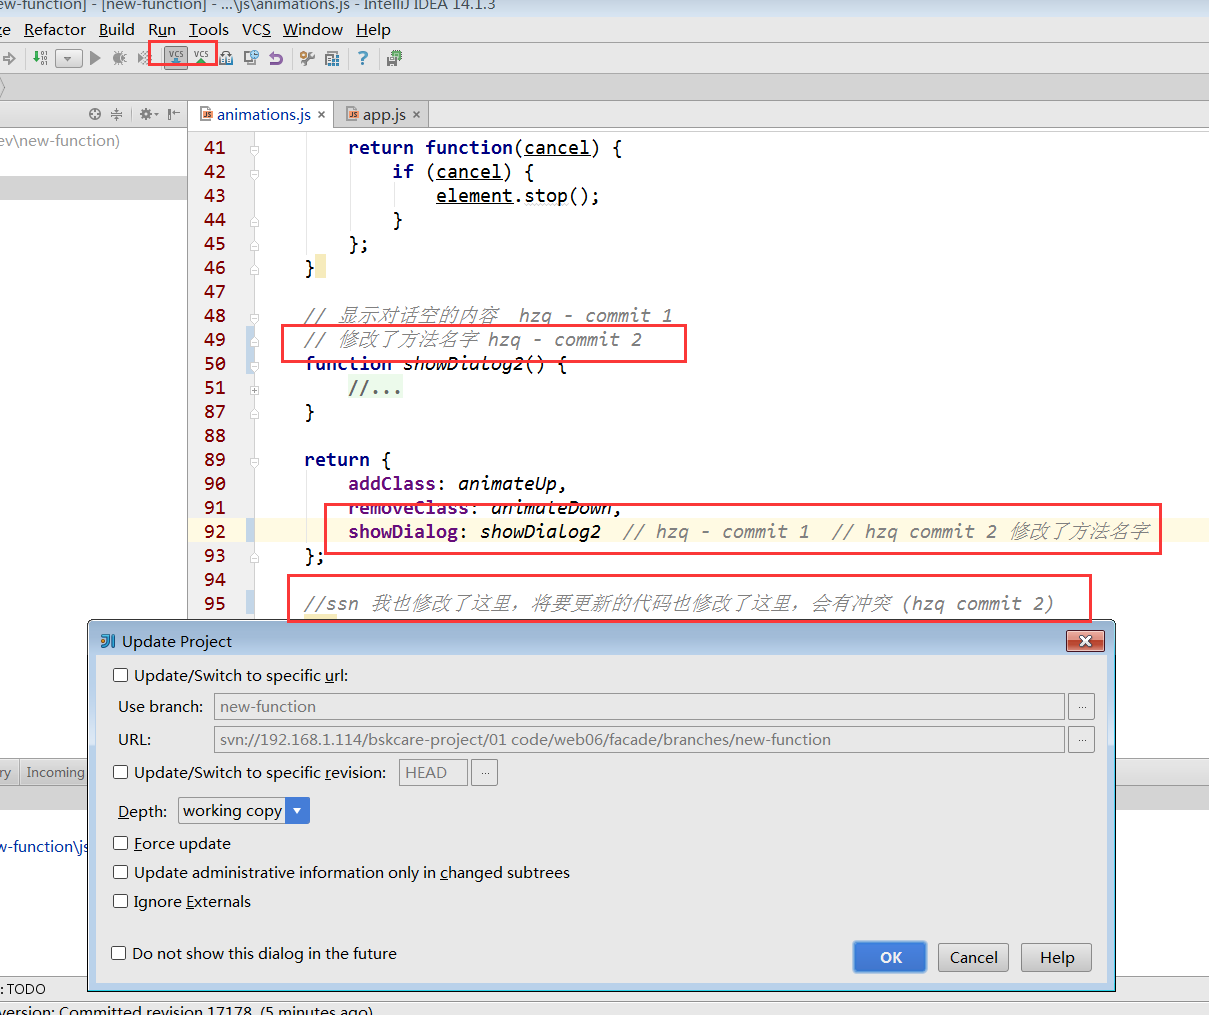 ew-function] - [new-function] - ...\js\animations.js - IntelliJ IDEA 14.1.3
ze Refactor Build Run Tools VCS Window Help
VCS VCS
animations.js × app.js ×
ev\new-function)
41 return function(cancel) {
42 if (cancel) {
43 element.stop();
44 }
45 };
46 }
47
48 // 显示对话空的内容 hzq - commit 1
49 // 修改了方法名字 hzq - commit 2
50 function showDialog2() {
51 //...
87 }
88
89 return {
90 addClass: animateUp,
91 removeClass: animateDown,
92 showDialog: showDialog2 // hzq - commit 1 // hzq commit 2 修改了方法名字
93 };
94
95 //ssn 我也修改了这里, 将要更新的代码也修改了这里, 会有冲突 (hzq commit 2)
Update Project
Update/Switch to specific url:
Use branch: new-function ...
URL: svn://192.168.1.114/bskcare-project/01 code/web06/facade/branches/new-function ...
Update/Switch to specific revision: HEAD ...
ry Incoming
Depth: working copy
Force update
w-function\js
Update administrative information only in changed subtrees
Ignore Externals
Do not show this dialog in the future
OK Cancel Help
: TODO
version: Committed revision 17178. (5 minutes ago)